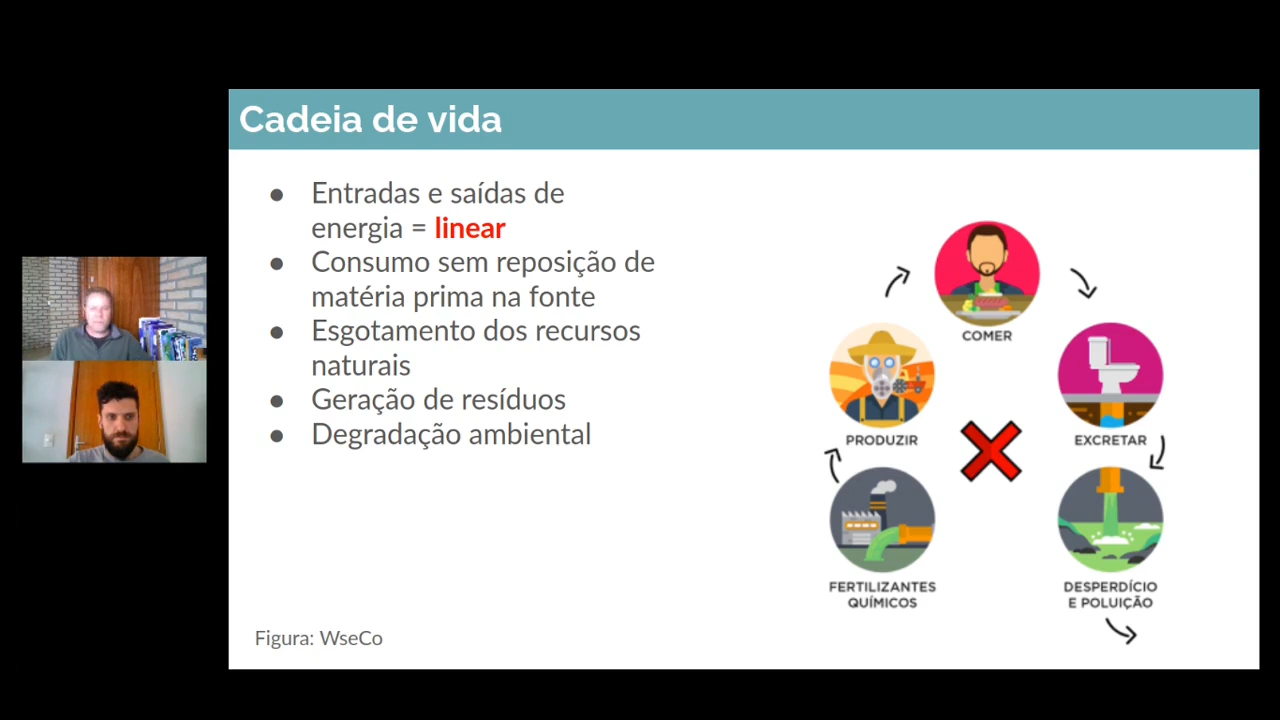 Cadeia de vida
● Entradas e saídas de
energia = linear
● Consumo sem reposição de
matéria prima na fonte
● Esgotamento dos recursos
naturais
● Geração de resíduos
● Degradação ambiental
COMER
PRODUZIR
EXCRETAR
FERTILIZANTES
QUÍMICOS
DESPERDÍCIO
E POLUIÇÃO
Figura: WseCo